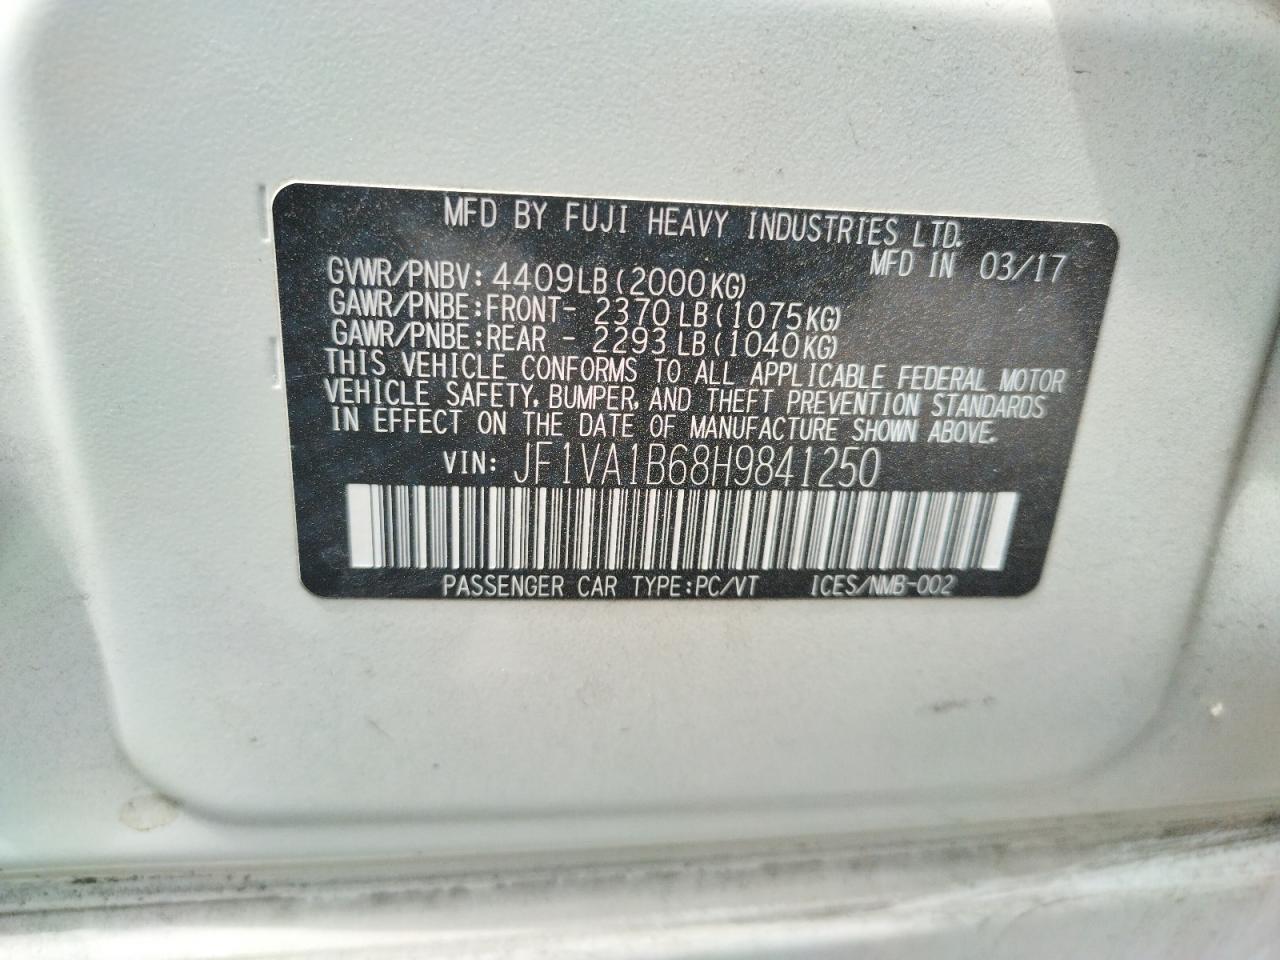 MFD BY FUJI HEAVY INDUSTRIES LTD.
MFD IN 03/17
GVWR/PNBV: 4409LB (2000KG)
GAWR/PNBE: FRONT- 2370 LB (1075KG)
GAWR/PNBE: REAR - 2293 LB (1040KG)
THIS VEHICLE CONFORMS TO ALL APPLICABLE FEDERAL MOTOR
VEHICLE SAFETY, BUMPER, AND THEFT PREVENTION STANDARDS
IN EFFECT ON THE DATE OF MANUFACTURE SHOWN ABOVE.
VIN: JF1VA1B68H9841250
PASSENGER CAR TYPE: PC/VT ICES/NMB-002